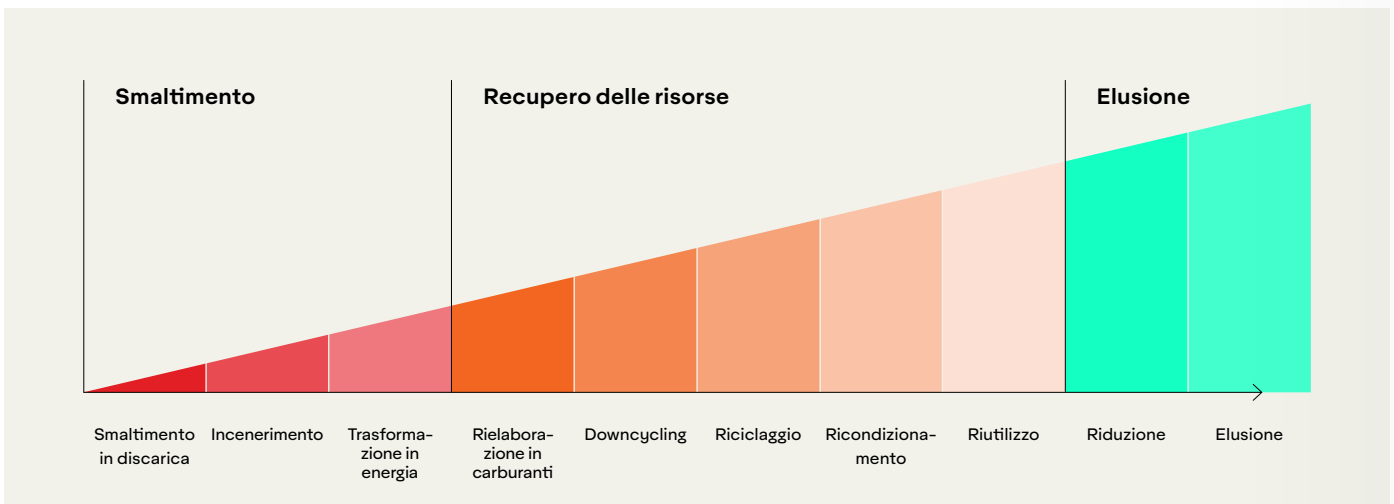 Smaltimento
Recupero delle risorse
Elusione
Smaltimento
in discarica
Incenerimento
Trasforma-
zione in
energia
Rielabora-
zione in
carburanti
Downcycling
Riciclaggio
Ricondiziona-
mento
Riutilizzo
Riduzione
Elusione